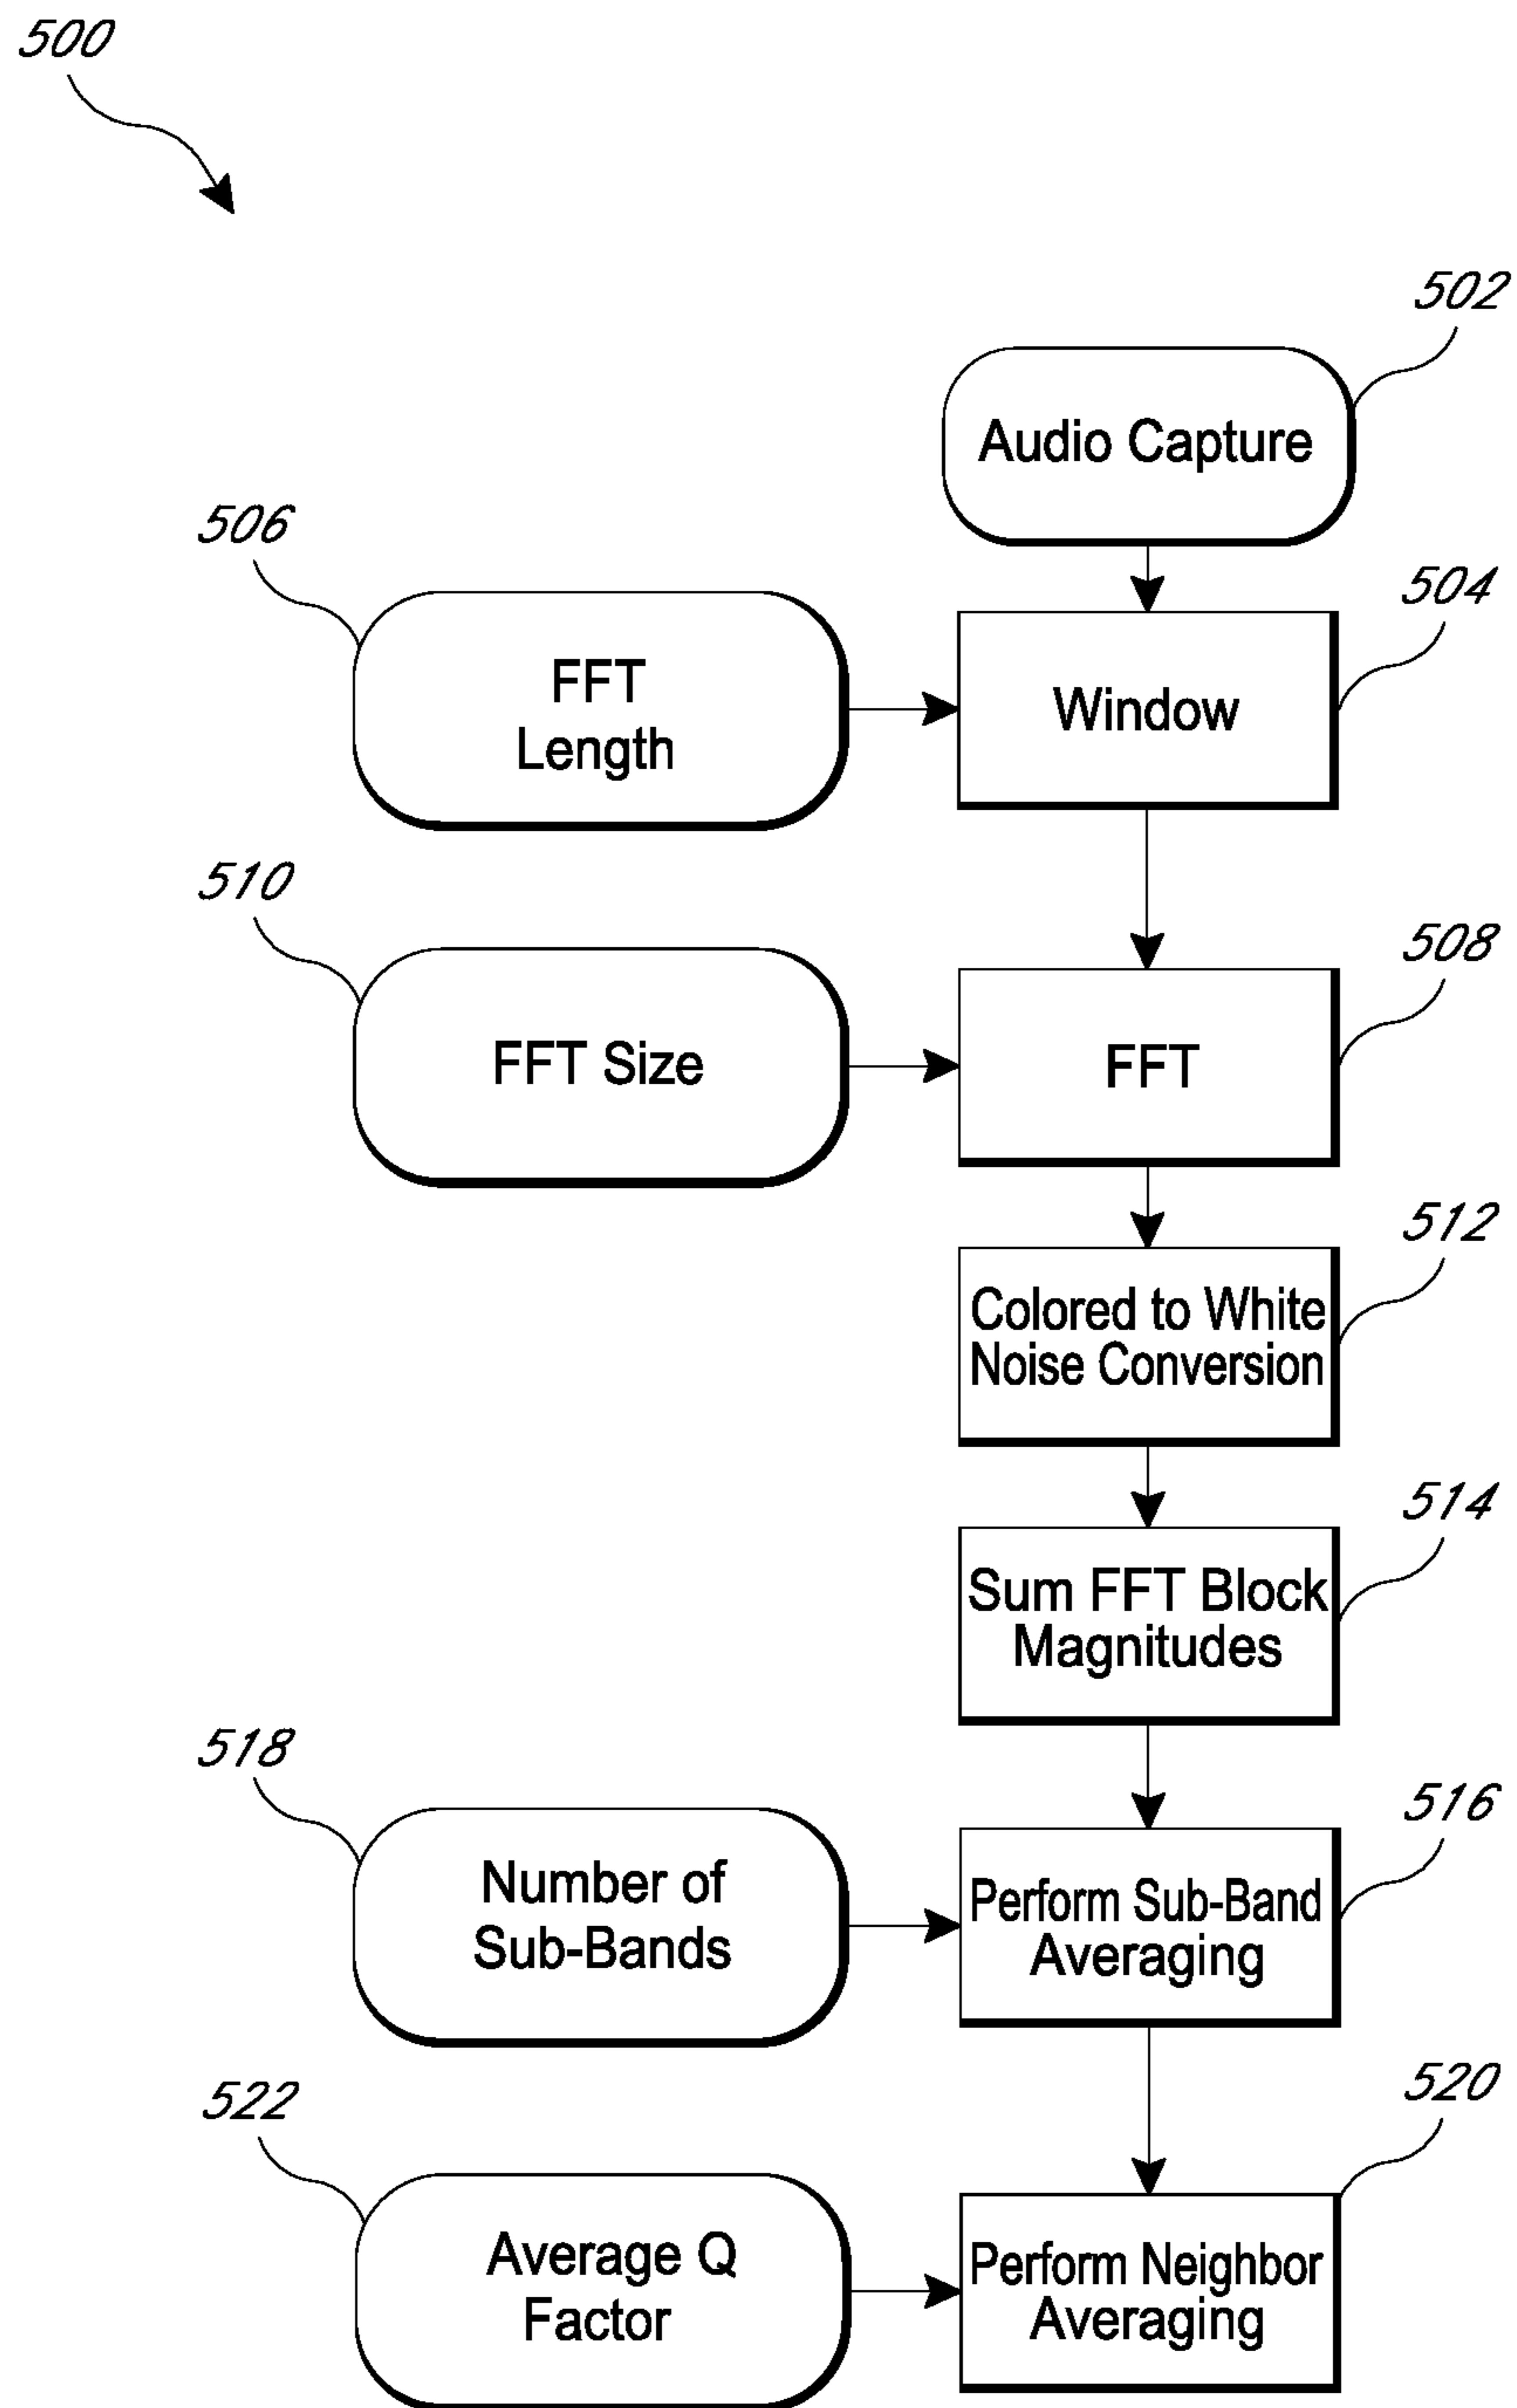 500
502
Audio Capture
506
504
FFT
Length
Window
510
508
FFT Size
FFT
512
Colored to White
Noise Conversion
514
Sum FFT Block
Magnitudes
518
516
Number of
Sub-Bands
Perform Sub-Band
Averaging
522
520
Average Q
Factor
Perform Neighbor
Averaging